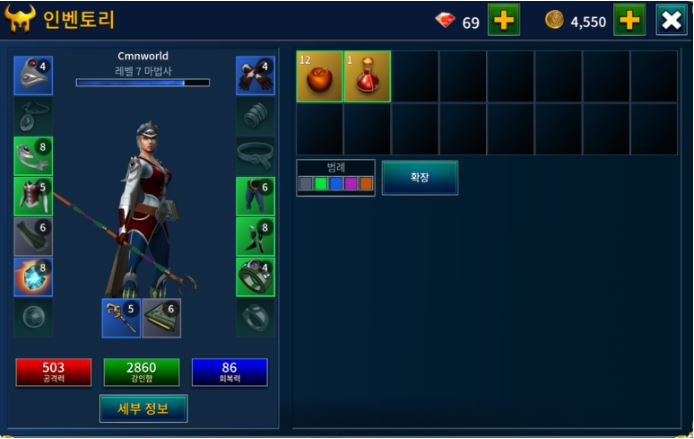 인벤토리
69
4,550
Cmnworld
레벨 7 마법사
4
4
8
5
6
6
8
8
4
5
6
12
1
범례
확장
503
공격력
2860
강인함
86
회복력
세부 정보